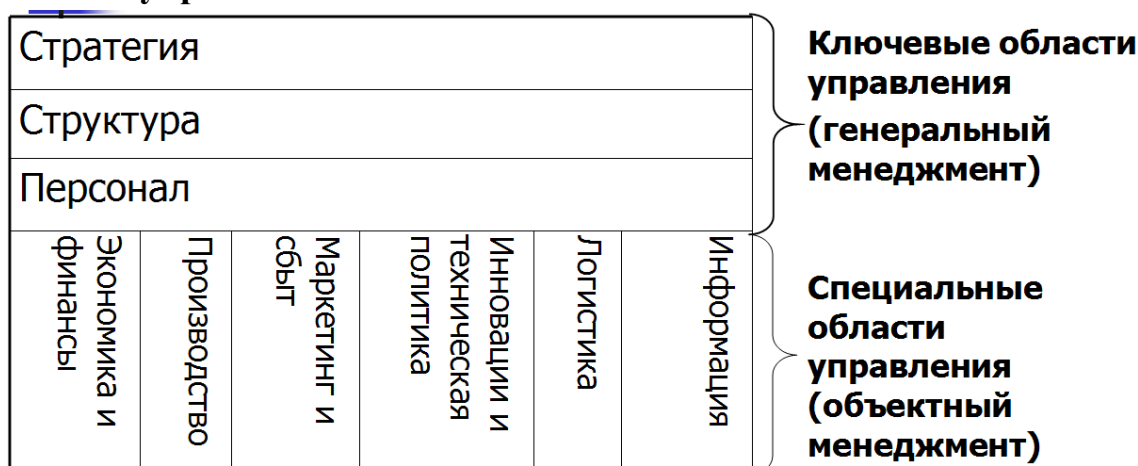 Стратегия
Структура
Персонал
Экономика и
финансы
Производство
Маркетинг и
сбыт
Инновации и
техническая
политика
Логистика
Информация
Ключевые области
управления
(генеральный
менеджмент)
Специальные
области
управления
(объектный
менеджмент)